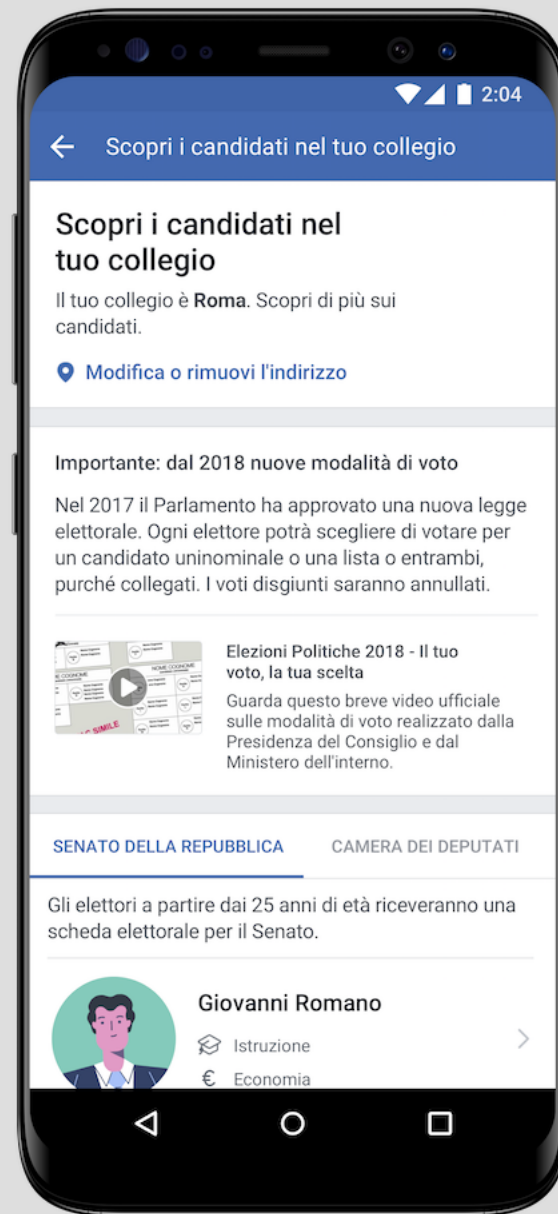 2:04
Scopri i candidati nel tuo collegio
Scopri i candidati nel
tuo collegio
Il tuo collegio è Roma. Scopri di più sui
candidati.
Modifica o rimuovi l'indirizzo
Importante: dal 2018 nuove modalità di voto
Nel 2017 il Parlamento ha approvato una nuova legge
elettorale. Ogni elettore potrà scegliere di votare per
un candidato uninominale o una lista o entrambi,
purché collegati. I voti disgiunti saranno annullati.
NOME COGNOME
SIMILE
Elezioni Politiche 2018 - Il tuo
voto, la tua scelta
Guarda questo breve video ufficiale
sulle modalità di voto realizzato dalla
Presidenza del Consiglio e dal
Ministero dell'interno.
SENATO DELLA REPUBBLICA
CAMERA DEI DEPUTATI
Gli elettori a partire dai 25 anni di età riceveranno una
scheda elettorale per il Senato.
Giovanni Romano
Istruzione
€ Economia